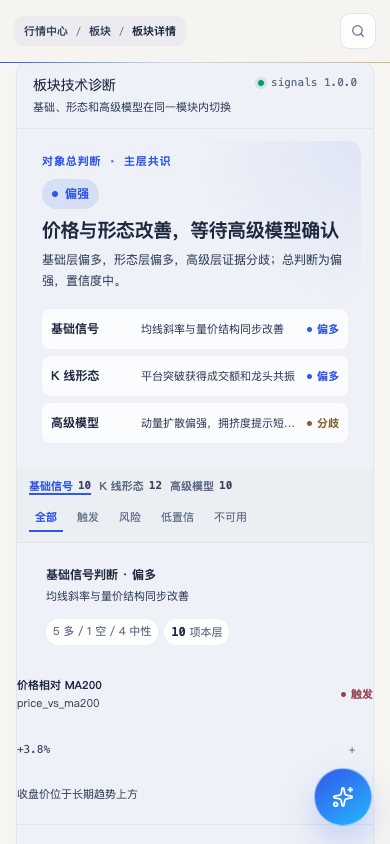 行情中心 / 板块 / 板块详情
板块技术诊断
signals 1.0.0
基础、形态和高级模型在同一模块内切换
对象总判断 · 主层共识
偏强
价格与形态改善，等待高级模型确认
基础层偏多，形态层偏多，高级层证据分歧；总判断为偏
强，置信度中。
基础信号 均线斜率与量价结构同步改善 偏多
K 线形态 平台突破获得成交额和龙头共振 偏多
高级模型 动量扩散偏强，拥挤度提示短... 分歧
基础信号 10 K 线形态 12 高级模型 10
全部 触发 风险 低置信 不可用
基础信号判断 · 偏多
均线斜率与量价结构同步改善
5 多 / 1 空 / 4 中性 10 项本层
价格相对 MA200
price_vs_ma200
触发
+3.8% +
收盘价位于长期趋势上方